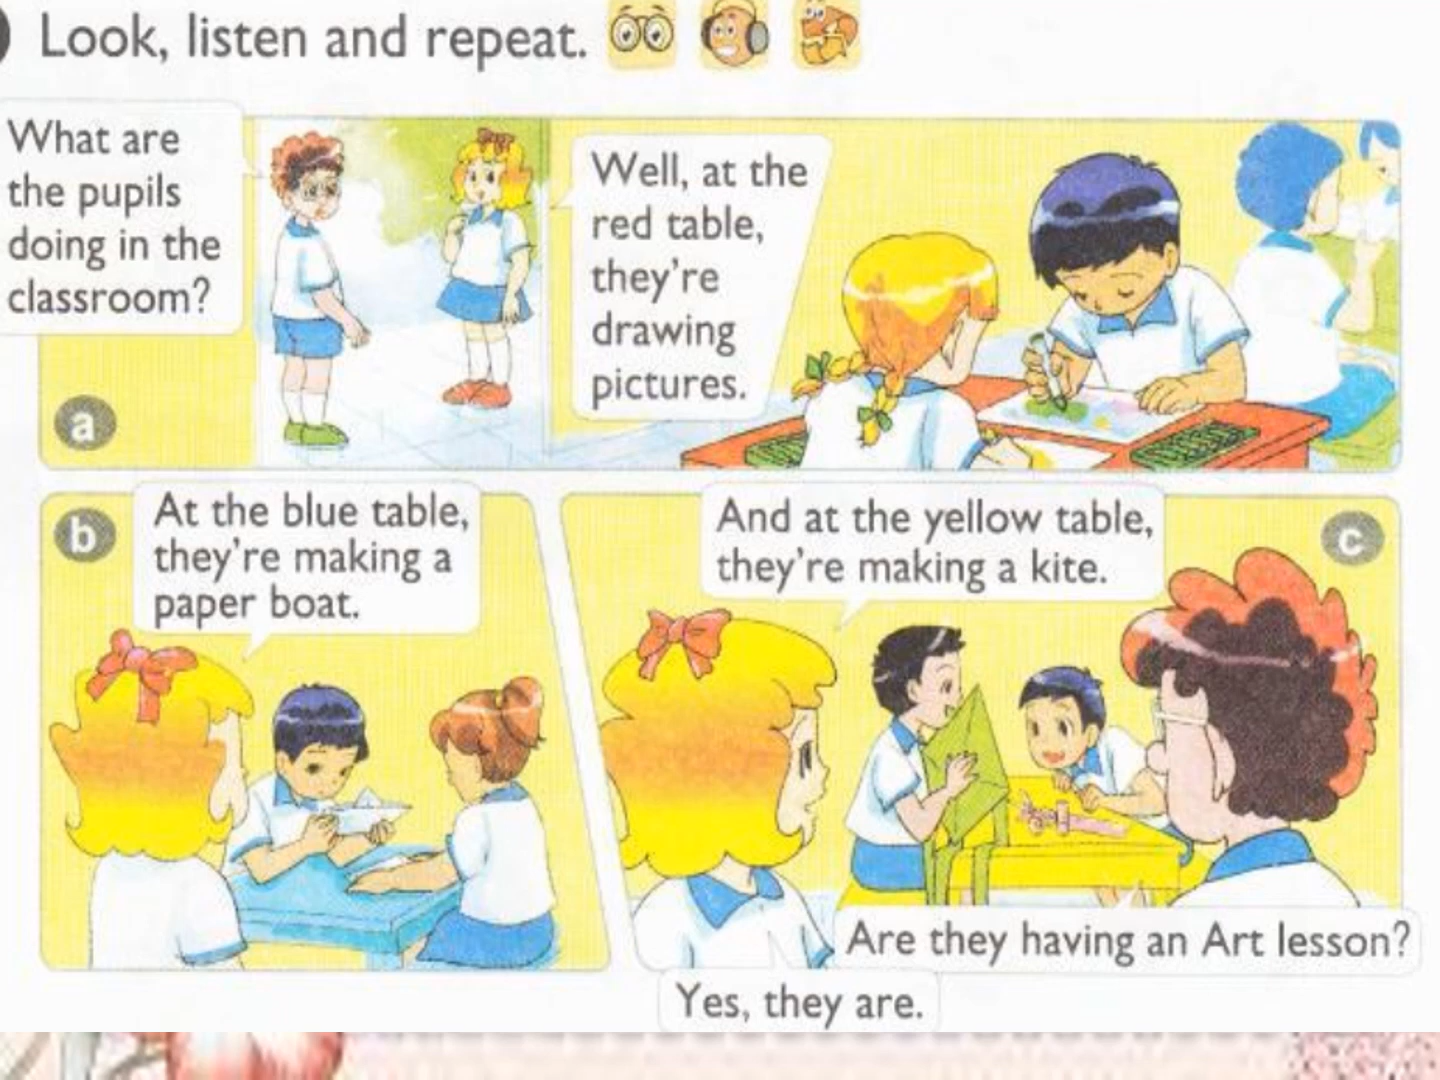 Look, listen and repeat.
What are
the pupils
doing in the
classroom?
Well, at the
red table,
they're
drawing
pictures.
a
b
At the blue table,
they're making a
paper boat.
And at the yellow table,
they're making a kite.
c
Are they having an Art lesson?
Yes, they are.